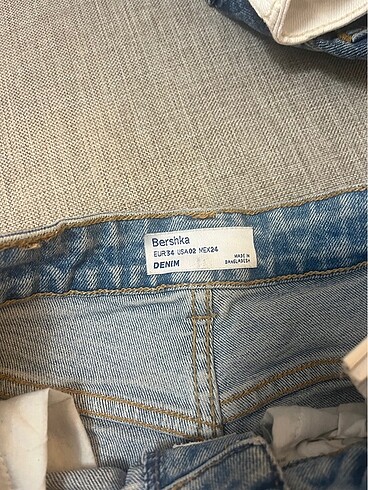 Bershka
EUR34 USA02 MEX24
DENIM
MADE IN
BANGLADESH